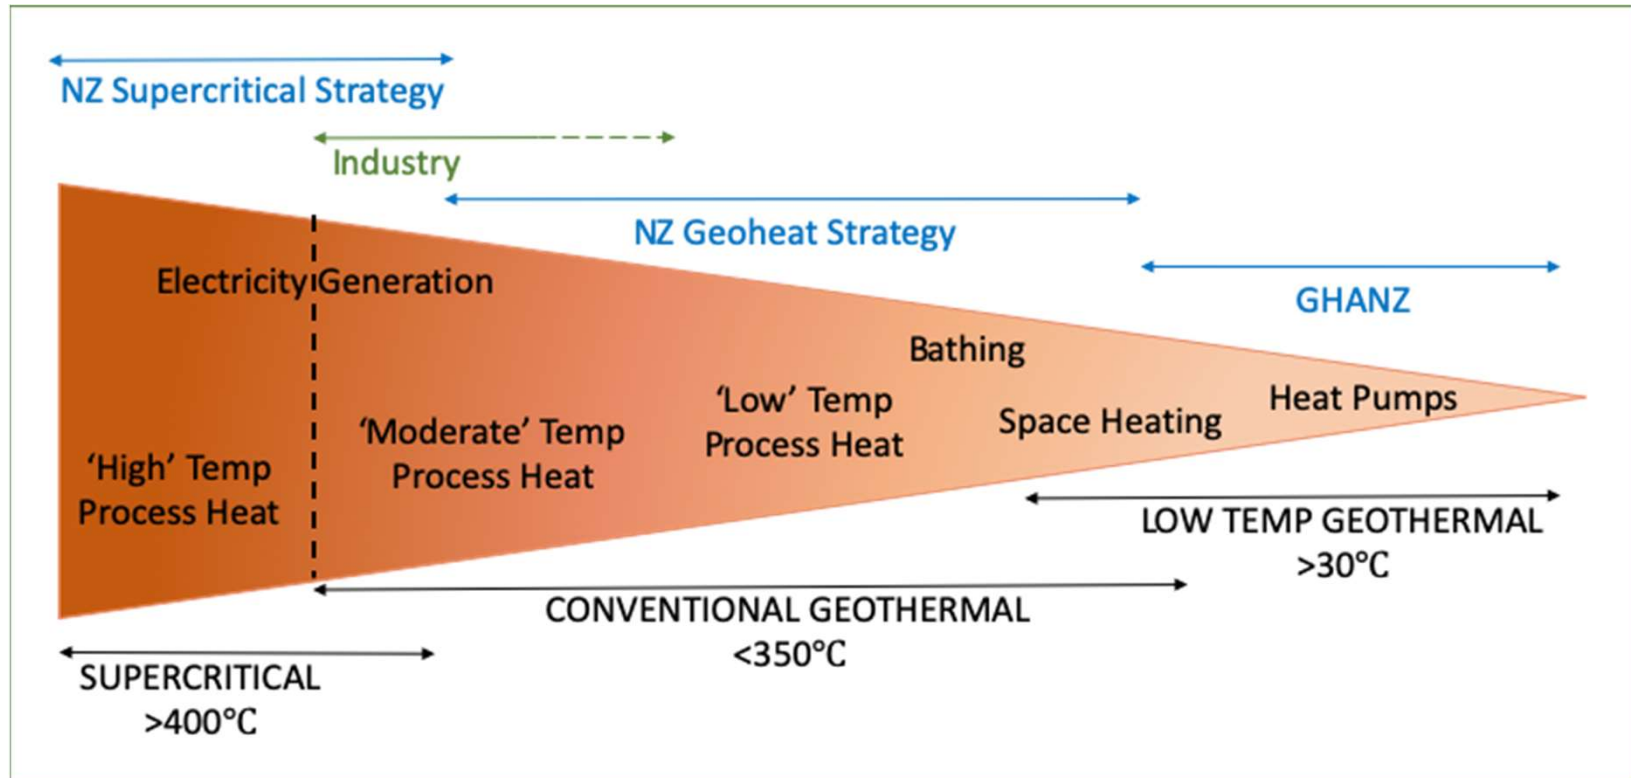 NZ Supercritical Strategy
Industry
NZ Geoheat Strategy
GHANZ
Electricity Generation
Bathing
‘High’ Temp
Process Heat
‘Moderate’ Temp
Process Heat
‘Low’ Temp
Process Heat
Space Heating
Heat Pumps
LOW TEMP GEOTHERMAL
>30℃
CONVENTIONAL GEOTHERMAL
<350℃
SUPERCRITICAL
>400℃